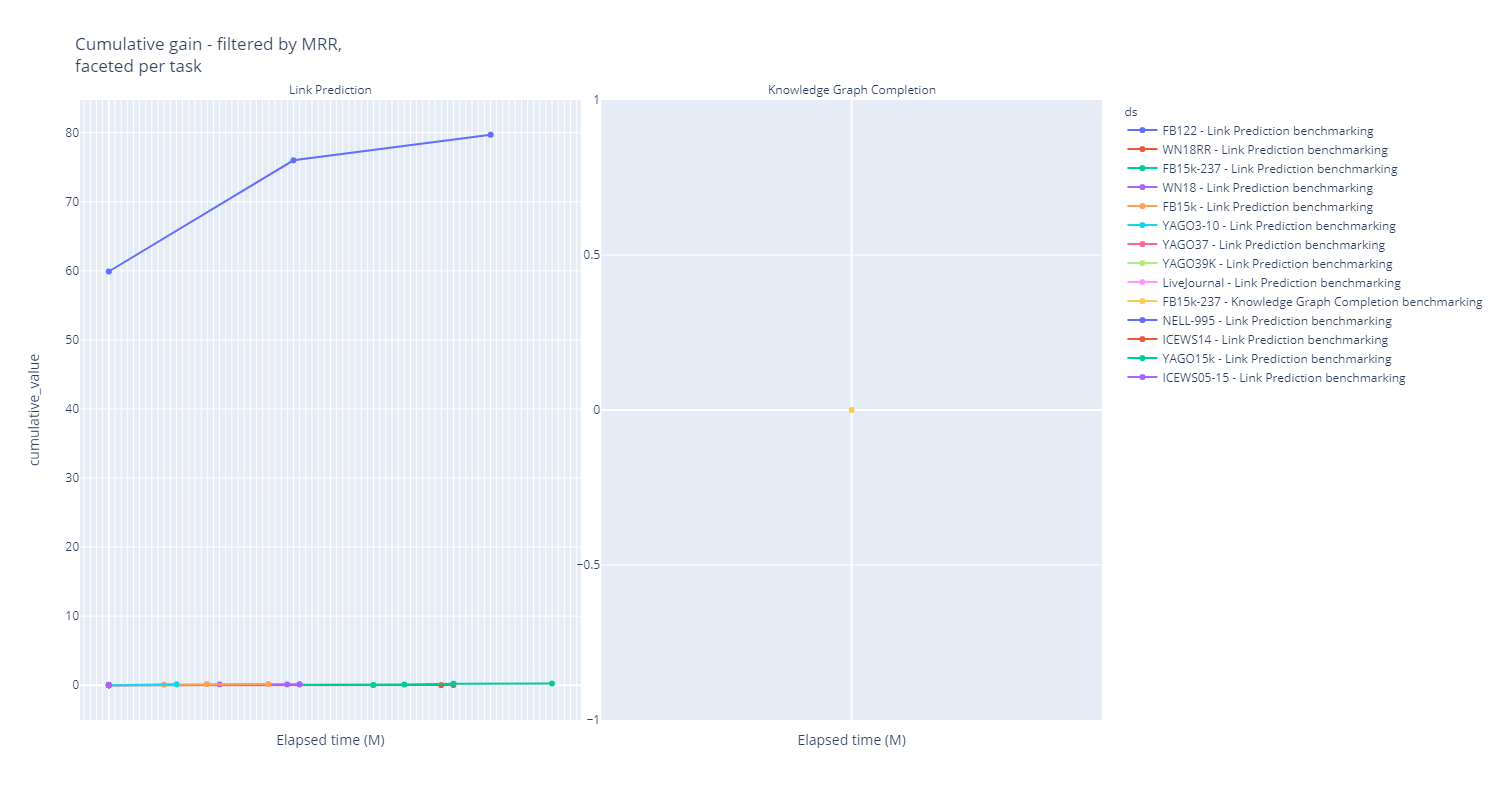 Cumulative gain - filtered by MRR,
faceted per task
Link Prediction
Knowledge Graph Completion
80
70
60
50
40
30
20
10
0
cumulative_value
Elapsed time (M)
1
0.5
0
−0.5
−1
Elapsed time (M)
ds
FB122 - Link Prediction benchmarking
WN18RR - Link Prediction benchmarking
FB15k-237 - Link Prediction benchmarking
WN18 - Link Prediction benchmarking
FB15k - Link Prediction benchmarking
YAGO3-10 - Link Prediction benchmarking
YAGO37 - Link Prediction benchmarking
YAGO39K - Link Prediction benchmarking
LiveJournal - Link Prediction benchmarking
FB15k-237 - Knowledge Graph Completion benchmarking
NELL-995 - Link Prediction benchmarking
ICEWS14 - Link Prediction benchmarking
YAGO15k - Link Prediction benchmarking
ICEWS05-15 - Link Prediction benchmarking